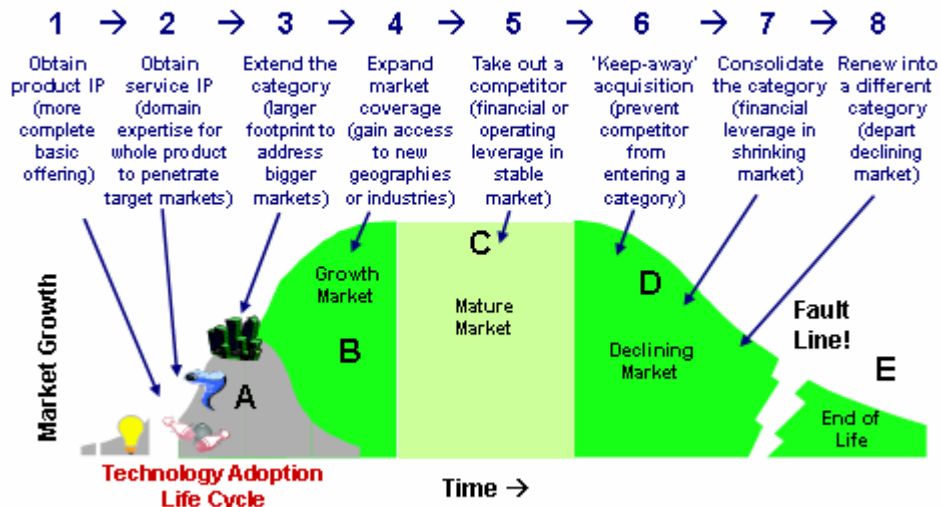 1 → 2 → 3 → 4 → 5 → 6 → 7 → 8
Obtain
product IP
(more
complete
basic
offering)
Obtain
service IP
(domain
expertise for
whole product
to penetrate
target markets)
Extend the
category
(larger
footprint to
address
bigger
markets)
Expand
market
coverage
(gain access
to new
geographies
or industries)
Take out a
competitor
(financial or
operating
leverage in
stable
market)
'Keep-away'
acquisition
(prevent
competitor
from
entering a
category)
Consolidate
the category
(financial
leverage in
shrinking
market)
Renew into
a different
category
(depart
declining
market)
Market Growth
A
Growth
Market
B
C
Mature
Market
D
Declining
Market
Fault
Line!
E
End of
Life
Technology Adoption
Life Cycle
Time →